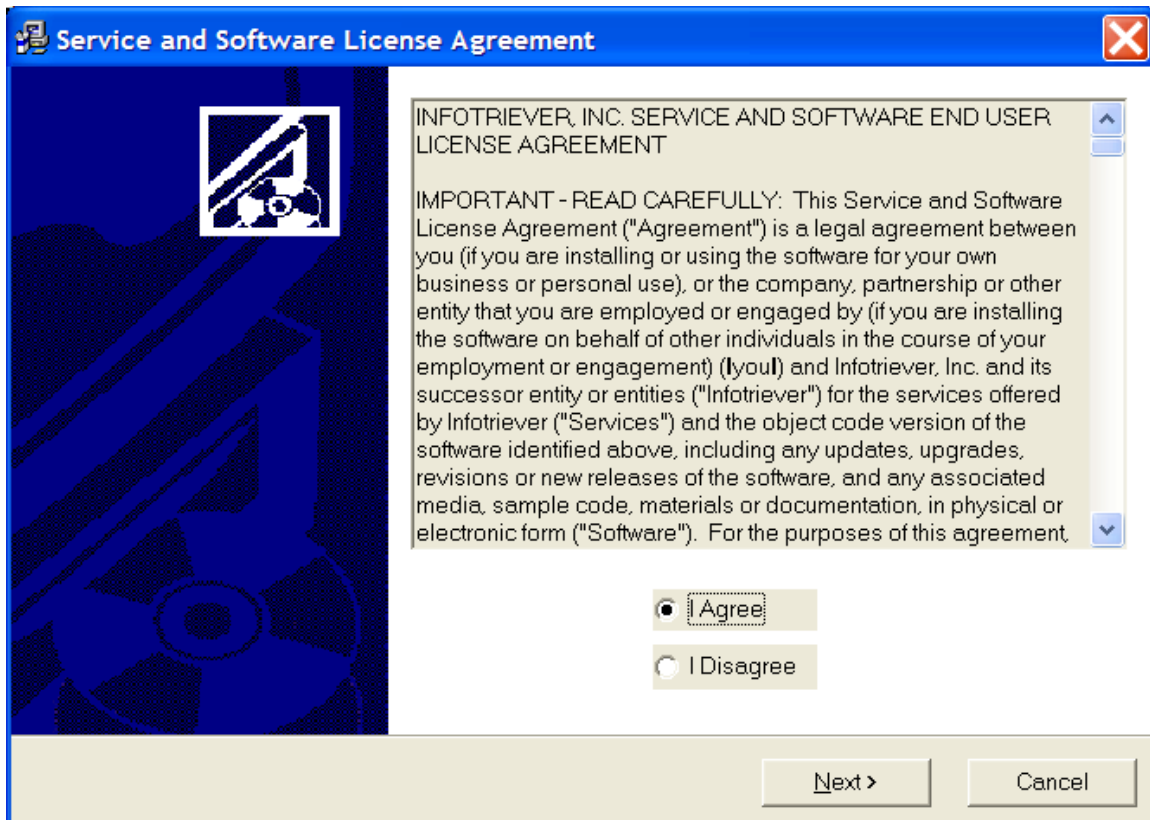 Service and Software License Agreement
INFOTRIEVER, INC. SERVICE AND SOFTWARE END USER
LICENSE AGREEMENT
IMPORTANT - READ CAREFULLY: This Service and Software
License Agreement ("Agreement") is a legal agreement between
you (if you are installing or using the software for your own
business or personal use), or the company, partnership or other
entity that you are employed or engaged by (if you are installing
the software on behalf of other individuals in the course of your
employment or engagement) (lyoul) and Infotriever, Inc. and its
successor entity or entities ("Infotriever") for the services offered
by Infotriever ("Services") and the object code version of the
software identified above, including any updates, upgrades,
revisions or new releases of the software, and any associated
media, sample code, materials or documentation, in physical or
electronic form ("Software"). For the purposes of this agreement,
I Agree
I Disagree
Next >
Cancel